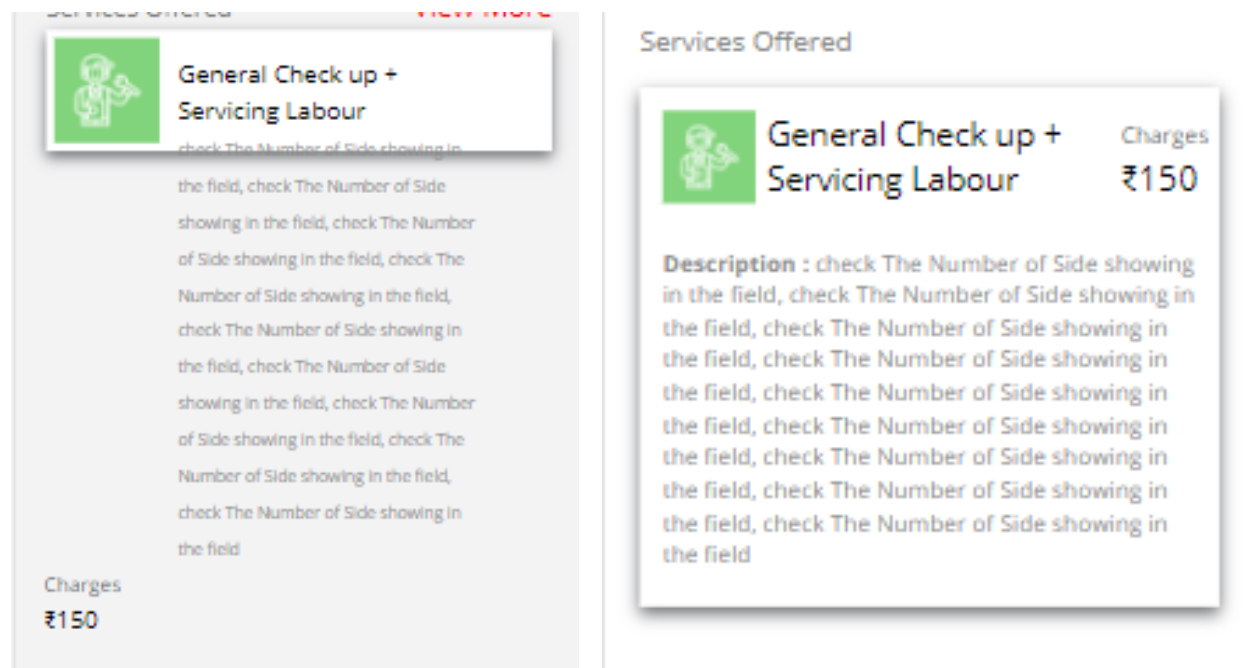 Services Offered
View More
General Check up +
Servicing Labour
check The Number of Side showing in
the field, check The Number of Side
showing in the field, check The Number
of Side showing in the field, check The
Number of Side showing in the field,
check The Number of Side showing in
the field, check The Number of Side
showing in the field, check The Number
of Side showing in the field, check The
Number of Side showing in the field,
check The Number of Side showing in
the field
Charges
₹150
Services Offered
General Check up +
Servicing Labour
Charges
₹150
Description : check The Number of Side showing
in the field, check The Number of Side showing in
the field, check The Number of Side showing in
the field, check The Number of Side showing in
the field, check The Number of Side showing in
the field, check The Number of Side showing in
the field, check The Number of Side showing in
the field, check The Number of Side showing in
the field, check The Number of Side showing in
the field